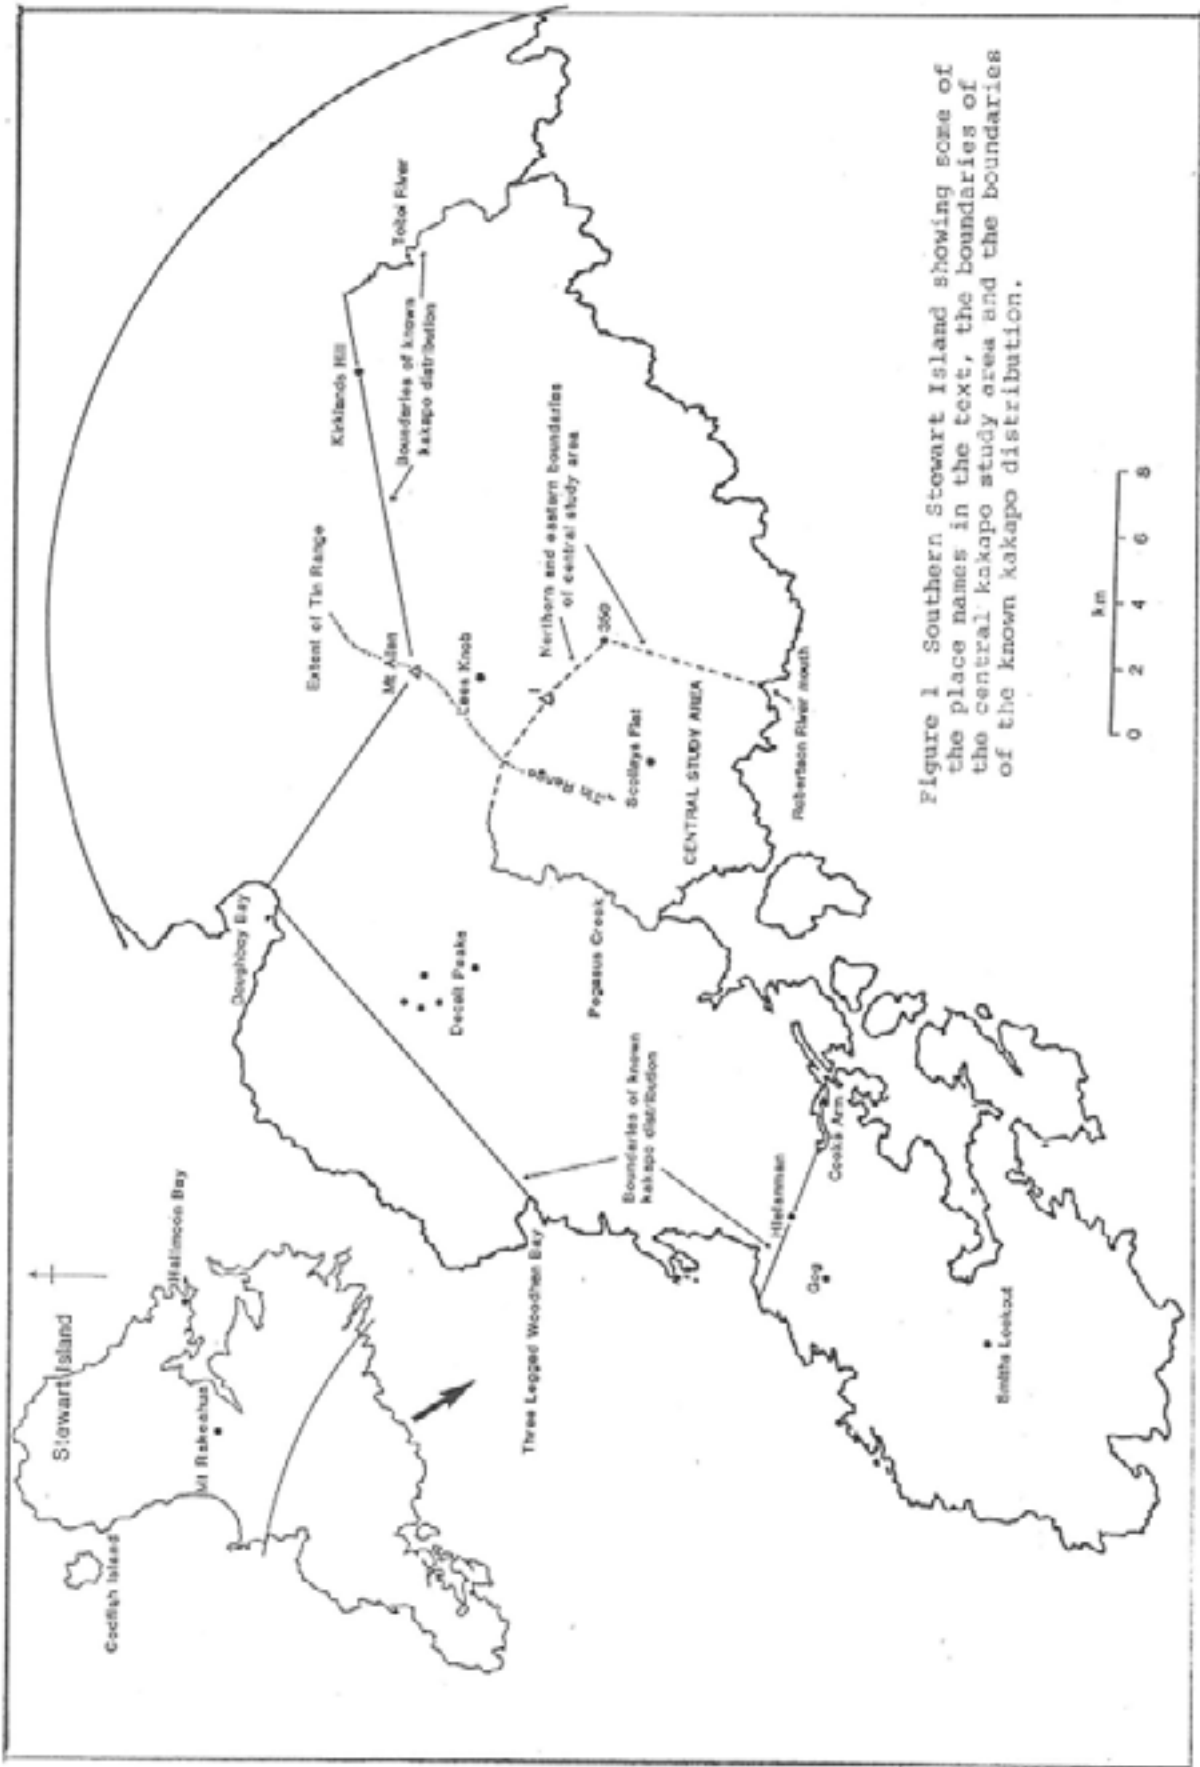 Stewart Island
Codfish Island
Halfmoon Bay
Mt Rakeahua
Doughboy Bay
Extent of Tin Range
Kirklands Hill
Toitoi River
Mt Allen
Boundaries of known
kakapo distribution
Lees Knob
Deceit Peaks
Northern and eastern boundaries
of central study area
350
Tin Range
Scollays Flat
Three Legged Woodhen Bay
Boundaries of known
kakapo distribution
Pegasus Creek
CENTRAL STUDY AREA
Hielanman
Robertson River mouth
Gog
Cooks Arm
Smiths Lookout
km
0 2 4 6 8
Figure 1 Southern Stewart Island showing some of
the place names in the text, the boundaries of
the central kakapo study area and the boundaries
of the known kakapo distribution.